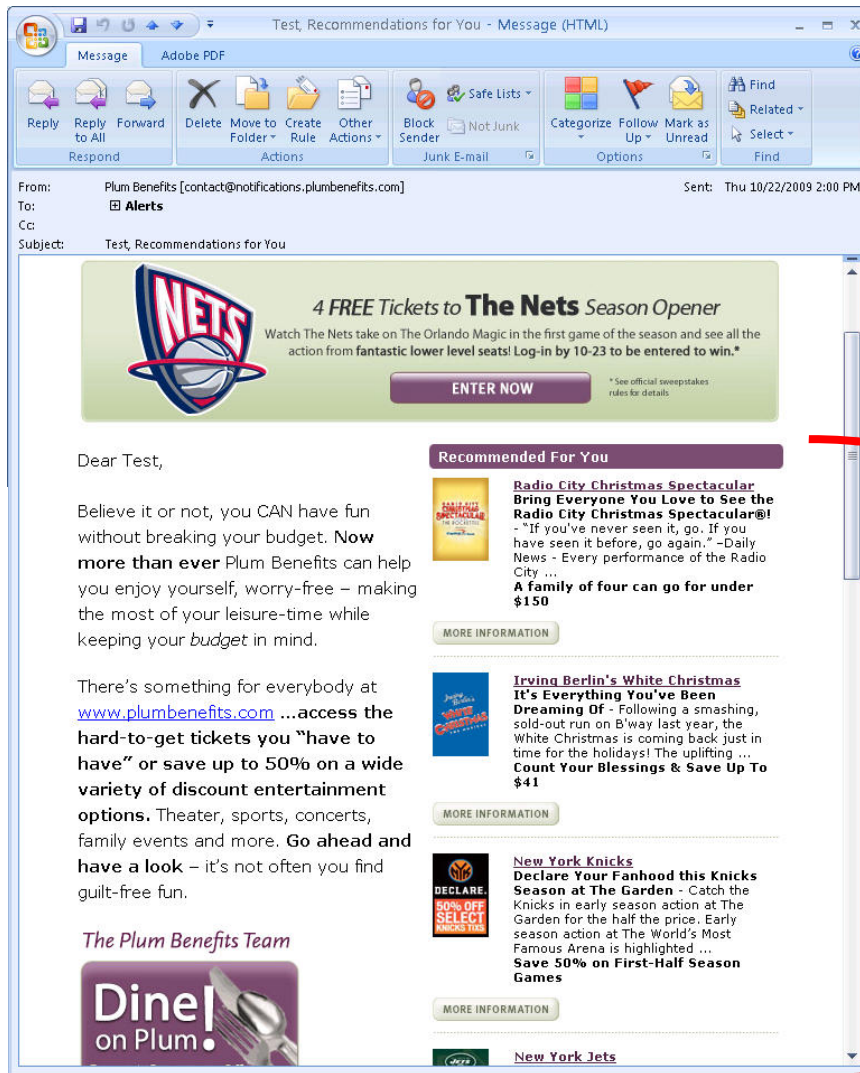 Test, Recommendations for You - Message (HTML)
Message Adobe PDF
Reply
Reply to All
Forward
Respond
Delete
Move to Folder
Create Rule
Other Actions
Actions
Block Sender
Safe Lists
Not Junk
Junk E-mail
Categorize
Follow Up
Mark as Unread
Options
Find
Related
Select
Find
From: Plum Benefits [contact@notifications.plumbenefits.com] Sent: Thu 10/22/2009 2:00 PM
To: Alerts
Cc:
Subject: Test, Recommendations for You
NETS
4 FREE Tickets to The Nets Season Opener
Watch The Nets take on The Orlando Magic in the first game of the season and see all the
action from fantastic lower level seats! Log-in by 10-23 to be entered to win.*
ENTER NOW
* See official sweepstakes
rules for details
Dear Test,
Believe it or not, you CAN have fun
without breaking your budget. Now
more than ever Plum Benefits can help
you enjoy yourself, worry-free – making
the most of your leisure-time while
keeping your budget in mind.
There's something for everybody at
www.plumbenefits.com ...access the
hard-to-get tickets you "have to
have" or save up to 50% on a wide
variety of discount entertainment
options. Theater, sports, concerts,
family events and more. Go ahead and
have a look – it's not often you find
guilt-free fun.
The Plum Benefits Team
Dine!
on Plum
Recommended For You
RADIO CITY
CHRISTMAS
SPECTACULAR
Radio City Christmas Spectacular
Bring Everyone You Love to See the
Radio City Christmas Spectacular®!
- "If you've never seen it, go. If you
have seen it before, go again." –Daily
News - Every performance of the Radio
City ...
A family of four can go for under
$150
MORE INFORMATION
Irving Berlin's
WHITE
CHRISTMAS
Irving Berlin's White Christmas
It's Everything You've Been
Dreaming Of - Following a smashing,
sold-out run on B'way last year, the
White Christmas is coming back just in
time for the holidays! The uplifting ...
Count Your Blessings & Save Up To
$41
MORE INFORMATION
DECLARE.
50% OFF
SELECT
KNICKS TIXS
New York Knicks
Declare Your Fanhood this Knicks
Season at The Garden - Catch the
Knicks in early season action at The
Garden for the half the price. Early
season action at The World's Most
Famous Arena is highlighted ...
Save 50% on First-Half Season
Games
MORE INFORMATION
JETS
New York Jets